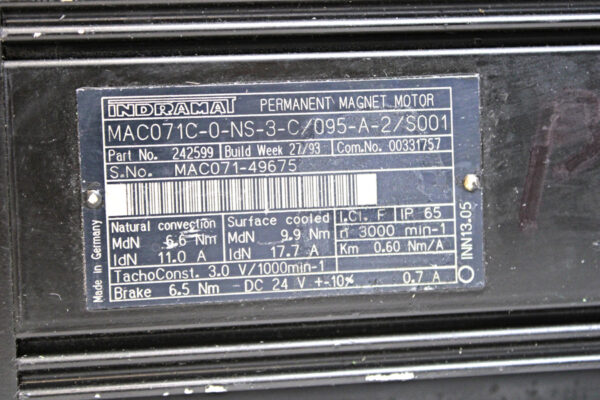 INDRAMAT PERMANENT MAGNET MOTOR
MAC071C-0-NS-3-C/095-A-2/S001
Part No. 242599 Build Week 27/93 Com.No. 00331757
S.No. MAC071-49675
Natural convection Surface cooled I.Cl. F IP 65
MdN 6.6 Nm MdN 9.9 Nm n 3000 min-1
IdN 11.0 A IdN 17.7 A Km 0.60 Nm/A
TachoConst. 3.0 V/1000min-1
Brake 6.5 Nm -DC 24 V +-10% 0.7 A
Made in Germany
INN13.05